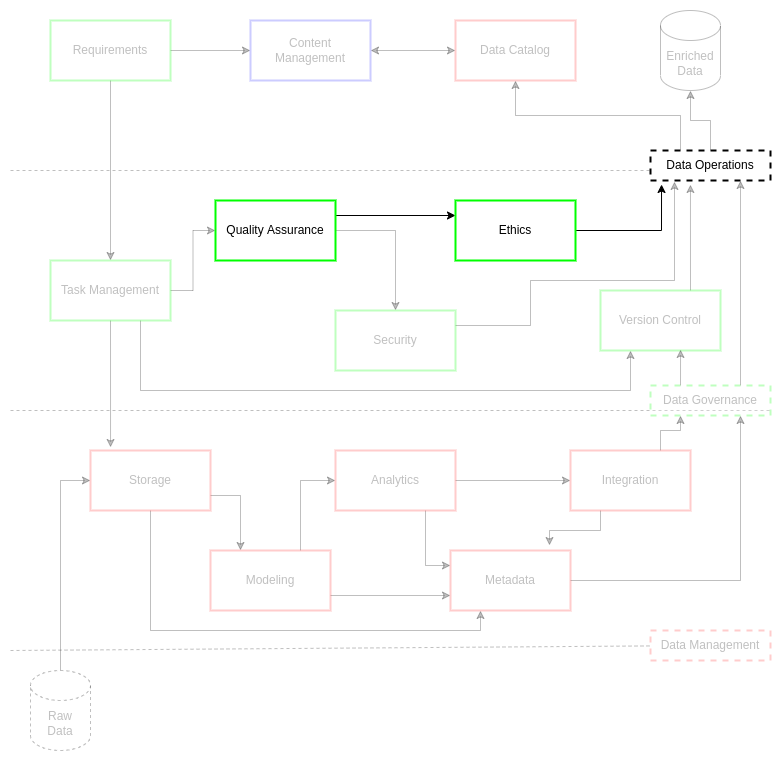 Requirements
Content
Management
Data Catalog
Enriched
Data
Data Operations
Quality Assurance
Ethics
Task Management
Security
Version Control
Data Governance
Storage
Analytics
Integration
Modeling
Metadata
Data Management
Raw
Data